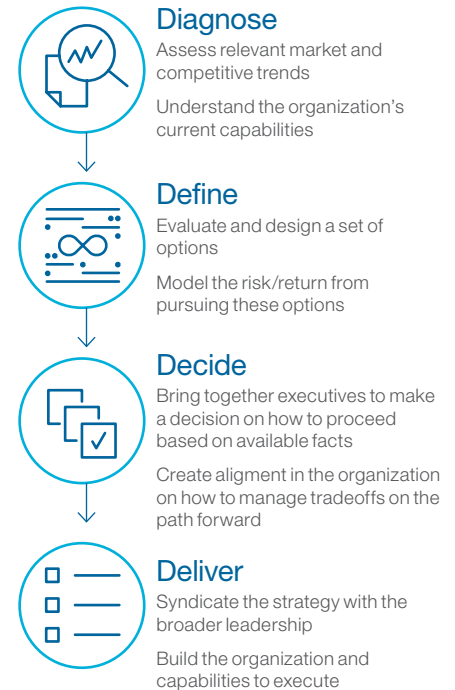 Diagnose
Assess relevant market and
competitive trends
Understand the organization's
current capabilities
Define
Evaluate and design a set of
options
Model the risk/return from
pursuing these options
Decide
Bring together executives to make
a decision on how to proceed
based on available facts
Create aligment in the organization
on how to manage tradeoffs on the
path forward
Deliver
Syndicate the strategy with the
broader leadership
Build the organization and
capabilities to execute